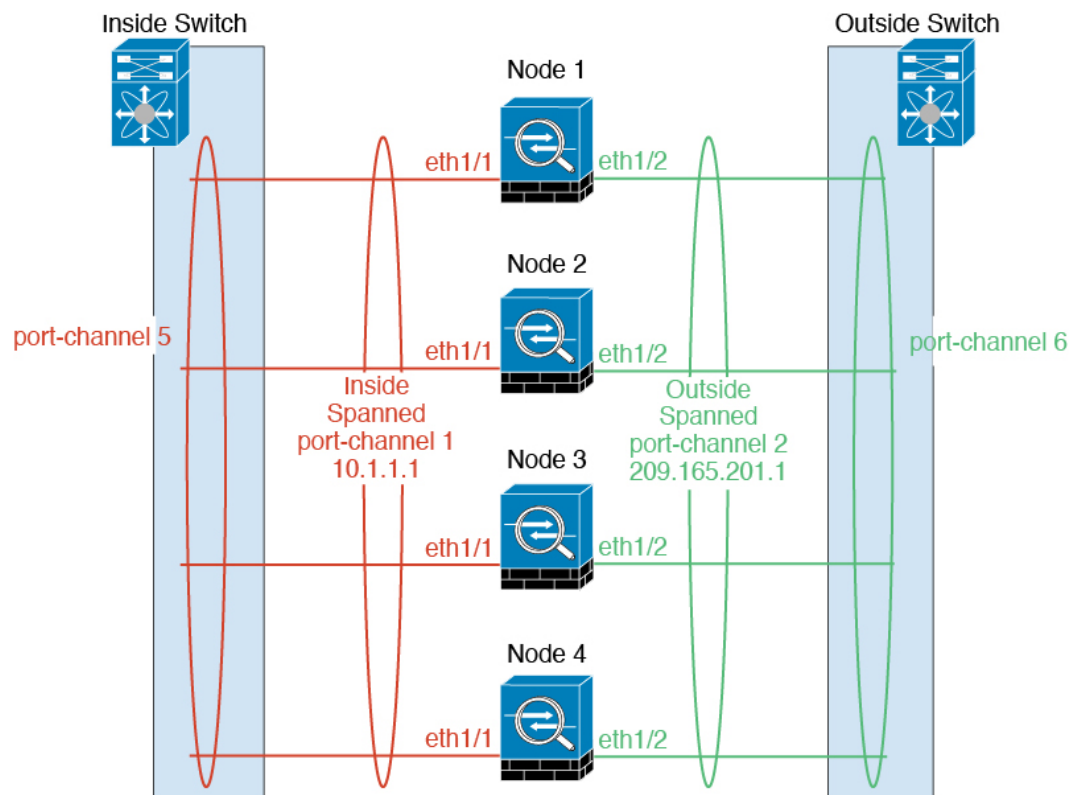 Inside Switch
Outside Switch
Node 1
eth1/1
eth1/2
Node 2
port-channel 5
eth1/1
eth1/2
port-channel 6
Inside
Spanned
port-channel 1
10.1.1.1
Outside
Spanned
port-channel 2
209.165.201.1
Node 3
eth1/1
eth1/2
Node 4
eth1/1
eth1/2